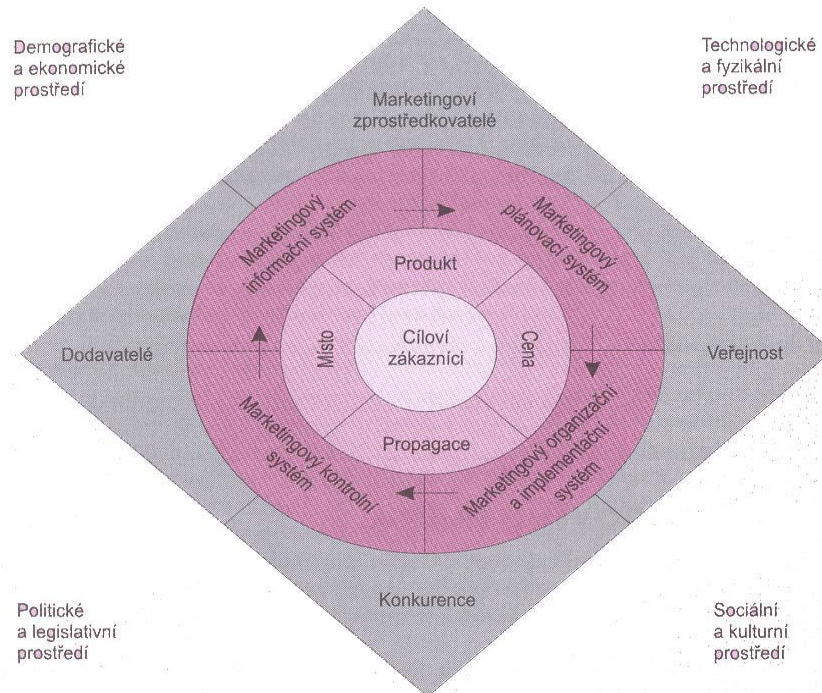 Demografické
a ekonomické
prostředí
Technologické
a fyzikální
prostředí
Marketingoví
zprostředkovatelé
Marketingový
informační systém
Marketingový
plánovací systém
Produkt
Dodavatelé
Místo
Cíloví
zákazníci
Cena
Veřejnost
Propagace
Marketingový kontrolní
systém
Marketingový organizační
a implementační
systém
Konkurence
Politické
a legislativní
prostředí
Sociální
a kulturní
prostředí